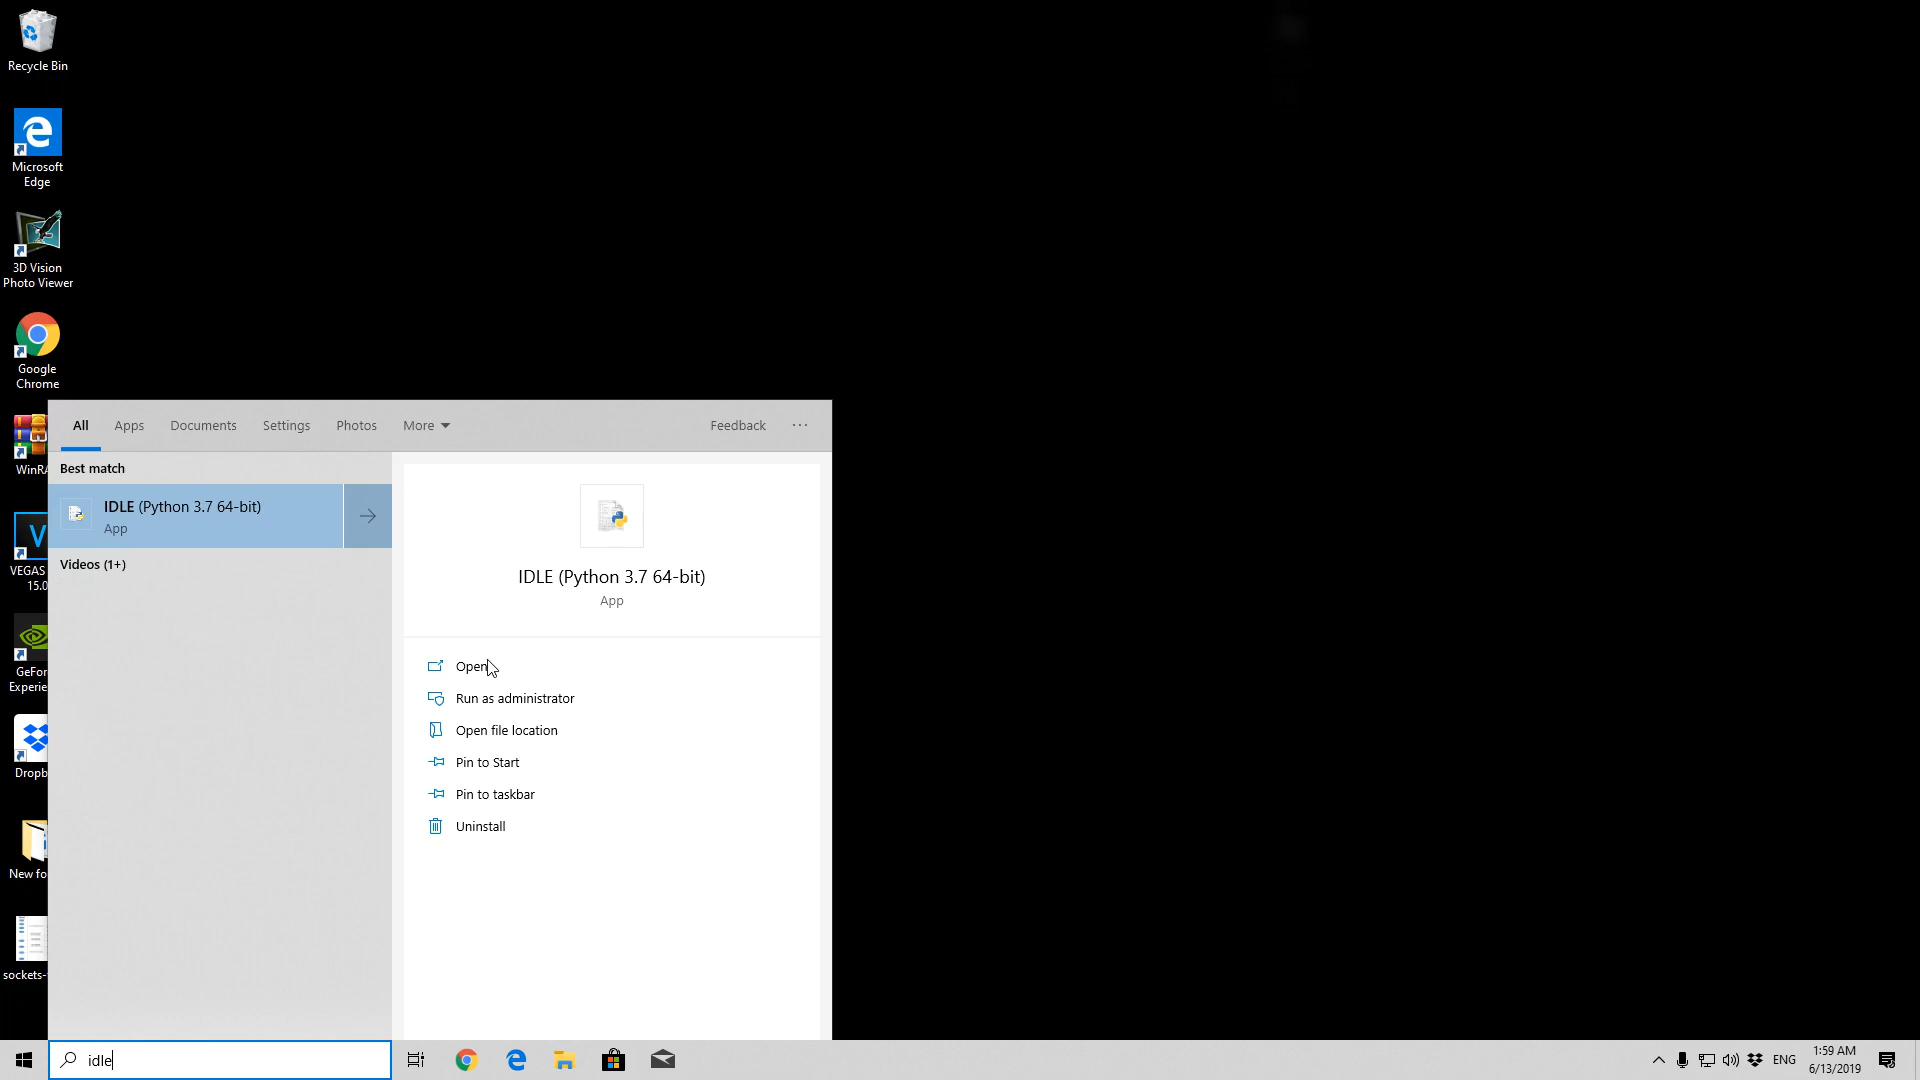 Recycle Bin
Microsoft
Edge
3D Vision
Photo Viewer
Google
Chrome
WinRA
VEGAS
15.0
GeFor
Experie
Dropb
New fo
sockets-
All
Apps
Documents
Settings
Photos
More
Feedback
Best match
IDLE (Python 3.7 64-bit)
App
Videos (1+)
IDLE (Python 3.7 64-bit)
App
Open
Run as administrator
Open file location
Pin to Start
Pin to taskbar
Uninstall
idle
ENG
1:59 AM
6/13/2019